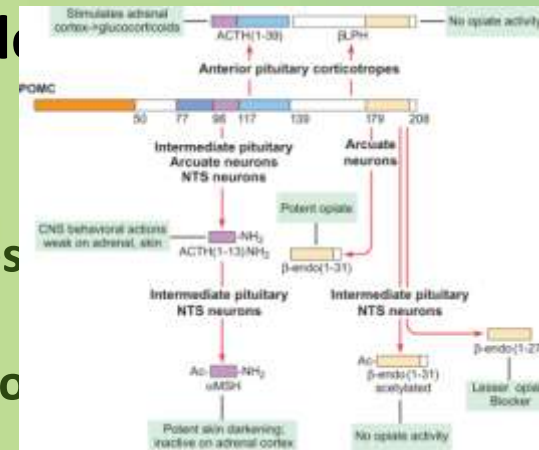 Stimulates adrenal
cortex->glucocorticoids
ACTH(1-39)
βLPH
No opiate activity
Anterior pituitary corticotropes
POMC
50 77 96 117 139 179 208
Intermediate pituitary
Arcuate neurons
NTS neurons
Arcuate
neurons
Potent opiate
CNS behavioral actions
weak on adrenal, skin
-NH₂
ACTH(1-13)NH₂
β-endo(1-31)
Intermediate pituitary
NTS neurons
Intermediate pituitary
NTS neurons
Ac- -NH₂
αMSH
Ac-
β-endo(1-31)
acetylated
β-endo(1-27
Lesser opia
Blocker
Potent skin darkening;
inactive on adrenal cortex
No opiate activity